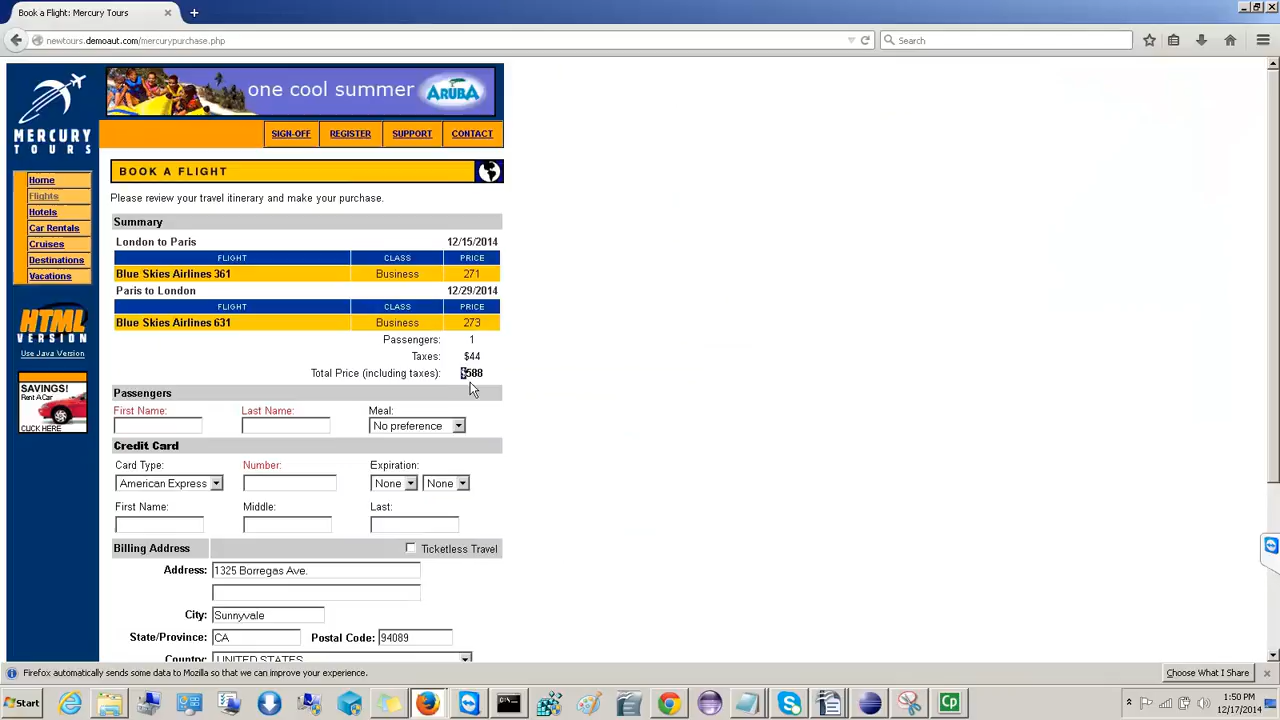 Book a Flight: Mercury Tours
newtours.demoaut.com/mercurypurchase.php
Search
one cool summer ARUBA
MERCURY TOURS
SIGN-OFF REGISTER SUPPORT CONTACT
BOOK A FLIGHT
Home
Flights
Hotels
Car Rentals
Cruises
Destinations
Vacations
HTML VERSION
Use Java Version
SAVINGS!
Rent A Car
CLICK HERE
Please review your travel itinerary and make your purchase.
Summary
London to Paris 12/15/2014
FLIGHT CLASS PRICE
Blue Skies Airlines 361 Business 271
Paris to London 12/29/2014
FLIGHT CLASS PRICE
Blue Skies Airlines 631 Business 273
Passengers: 1
Taxes: $44
Total Price (including taxes): $588
Passengers
First Name: Last Name: Meal:
No preference
Credit Card
Card Type: Number: Expiration:
American Express None None
First Name: Middle: Last:
Billing Address Ticketless Travel
Address: 1325 Borregas Ave.
City: Sunnyvale
State/Province: CA Postal Code: 94089
Country: UNITED STATES
Firefox automatically sends some data to Mozilla so that we can improve your experience. Choose What I Share
Start 1:50 PM
12/17/2014